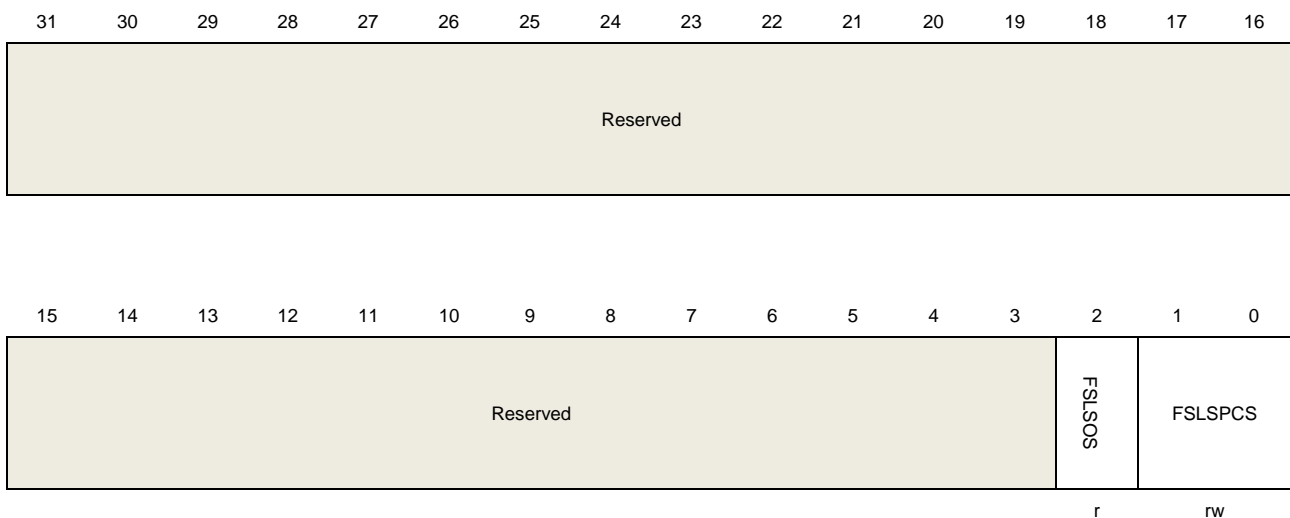 31 30 29 28 27 26 25 24 23 22 21 20 19 18 17 16
Reserved
15 14 13 12 11 10 9 8 7 6 5 4 3 2 1 0
Reserved FSLSOS FSLSPCS
r rw